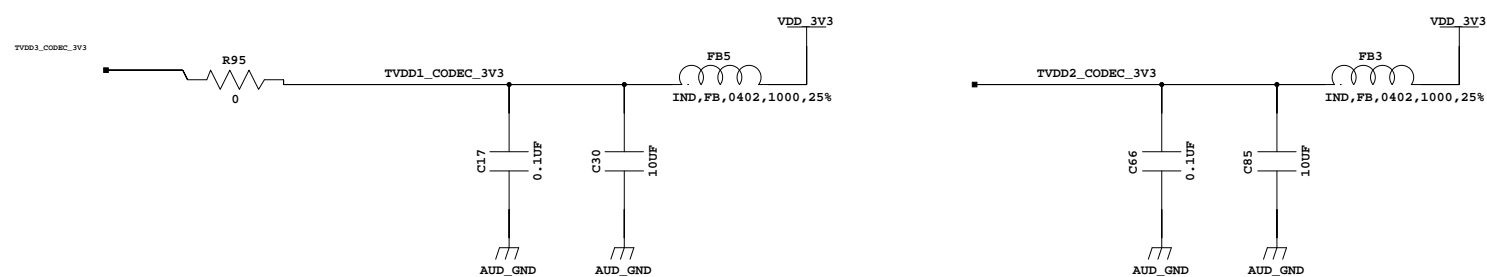 VDD_3V3
VDD_3V3
TVDD3_CODEC_3V3
R95
FB5
FB3
TVDD1_CODEC_3V3
TVDD2_CODEC_3V3
0
IND,FB,0402,1000,25%
IND,FB,0402,1000,25%
C17
0.1UF
C30
10UF
C66
0.1UF
C85
10UF
AUD_GND
AUD_GND
AUD_GND
AUD_GND